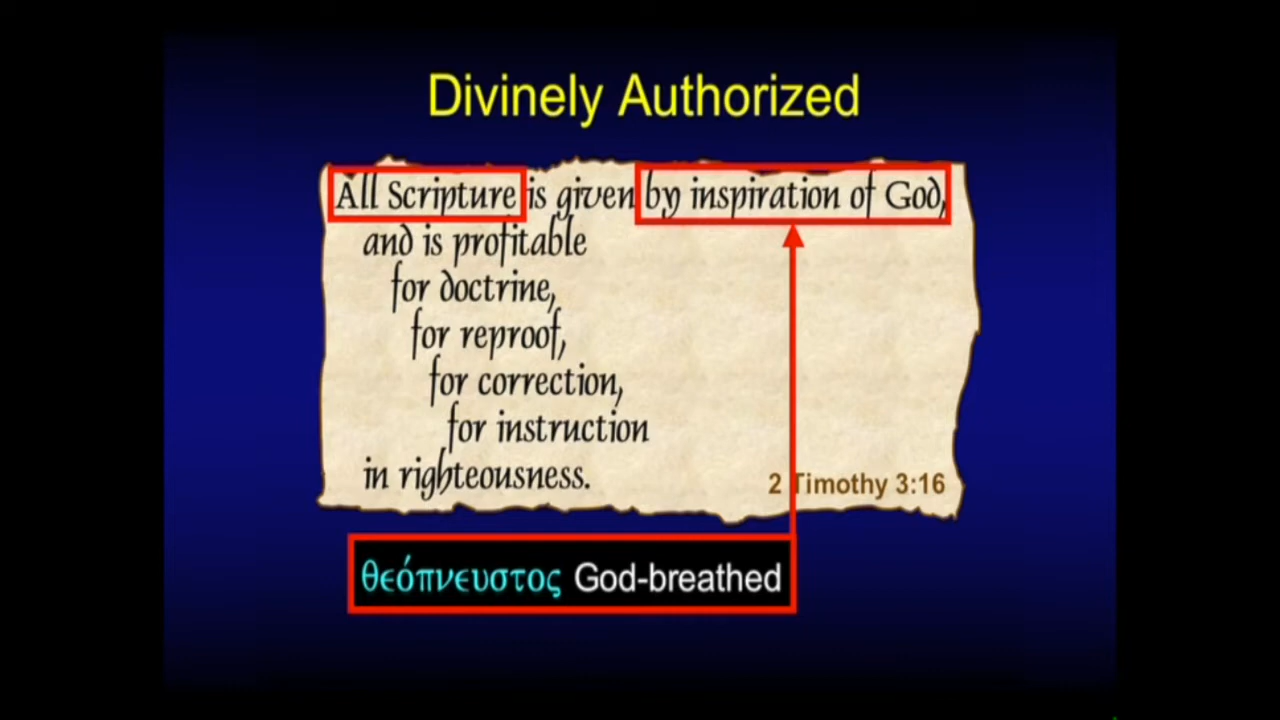 Divinely Authorized
All Scripture is given by inspiration of God,
and is profitable
for doctrine,
for reproof,
for correction,
for instruction
in righteousness.
2 Timothy 3:16
θεόπνευστος God-breathed